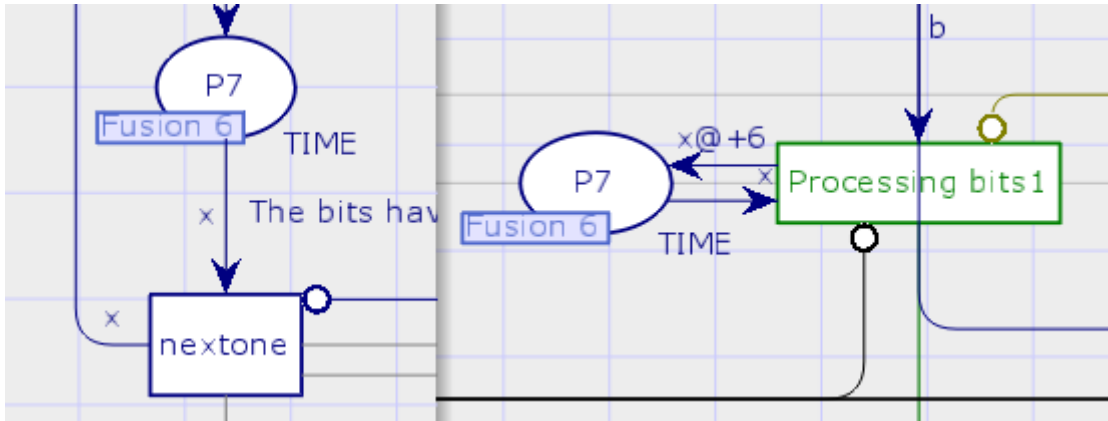 P7
Fusion 6
TIME
x
The bits hav
x
nextone
b
x@+6
x
P7
Processing bits1
Fusion 6
TIME